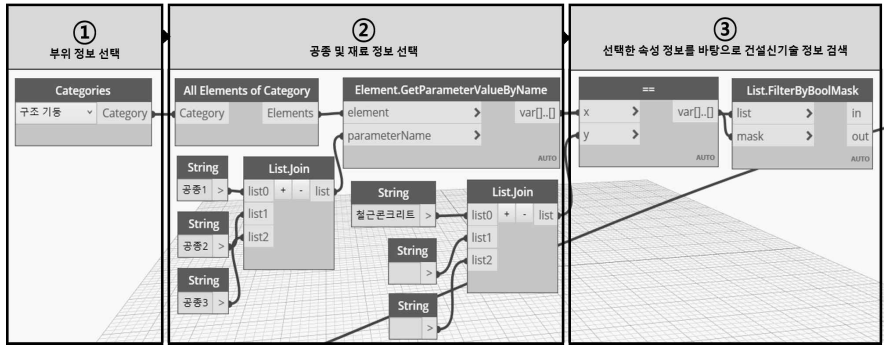 ①
부위 정보 선택
②
공종 및 재료 정보 선택
③
선택한 속성 정보를 바탕으로 건설신기술 정보 검색
Categories
구조 기둥 Category
All Elements of Category
Category Elements
Element.GetParameterValueByName
element > var[]..[]
parameterName >
AUTO
String
공종1 >
String
공종2 >
String
공종3 >
List.Join
list0 + - list
list1
list2
String
철근콘크리트 >
String
>
String
>
List.Join
list0 + - list
list1
list2
==
x > var[]..[]
y >
AUTO
List.FilterByBoolMask
list > in
mask > out
AUTO